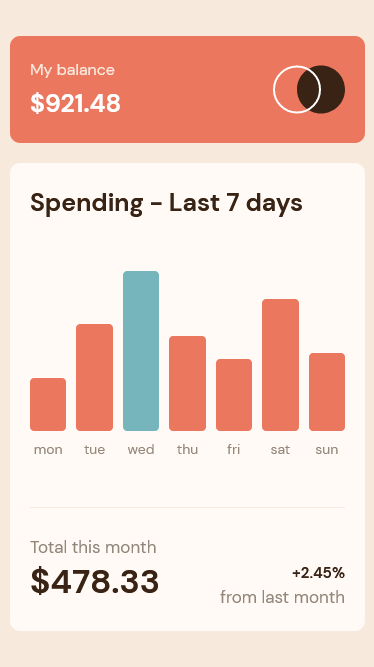 My balance
$921.48
Spending - Last 7 days
mon tue wed thu fri sat sun
Total this month
$478.33
+2.45%
from last month